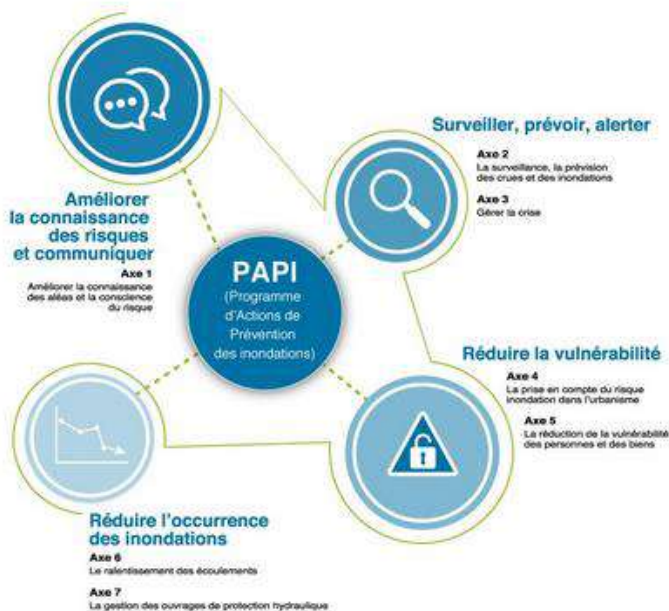 Améliorer
la connaissance
des risques
et communiquer
Axe 1
Améliorer la connaissance
des aléas et la conscience
du risque
PAPI
(Programme
d'Actions de
Prévention
des inondations)
Surveiller, prévoir, alerter
Axe 2
La surveillance, la prévision
des crues et des inondations
Axe 3
Gérer la crise
Réduire la vulnérabilité
Axe 4
La prise en compte du risque
inondation dans l'urbanisme
Axe 5
La réduction de la vulnérabilité
des personnes et des biens
Réduire l'occurrence
des inondations
Axe 6
Le ralentissement des écoulements
Axe 7
La gestion des ouvrages de protection hydraulique